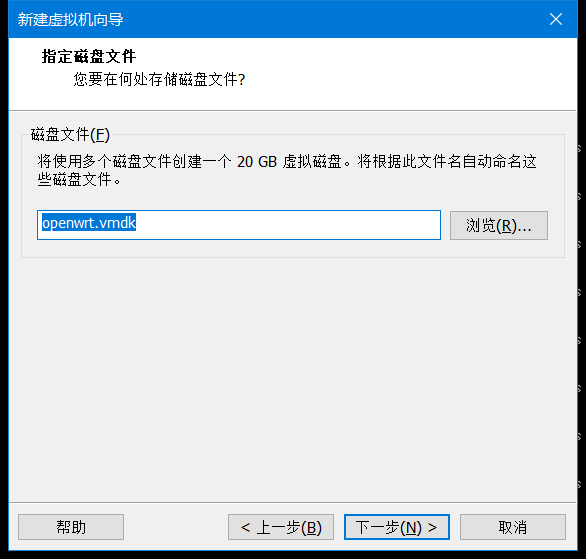 新建虚拟机向导
指定磁盘文件
您要在何处存储磁盘文件?
磁盘文件(F)
将使用多个磁盘文件创建一个 20 GB 虚拟磁盘。将根据此文件名自动命名这
些磁盘文件。
openwrt.vmdk
浏览(R)...
帮助
< 上一步(B)
下一步(N) >
取消